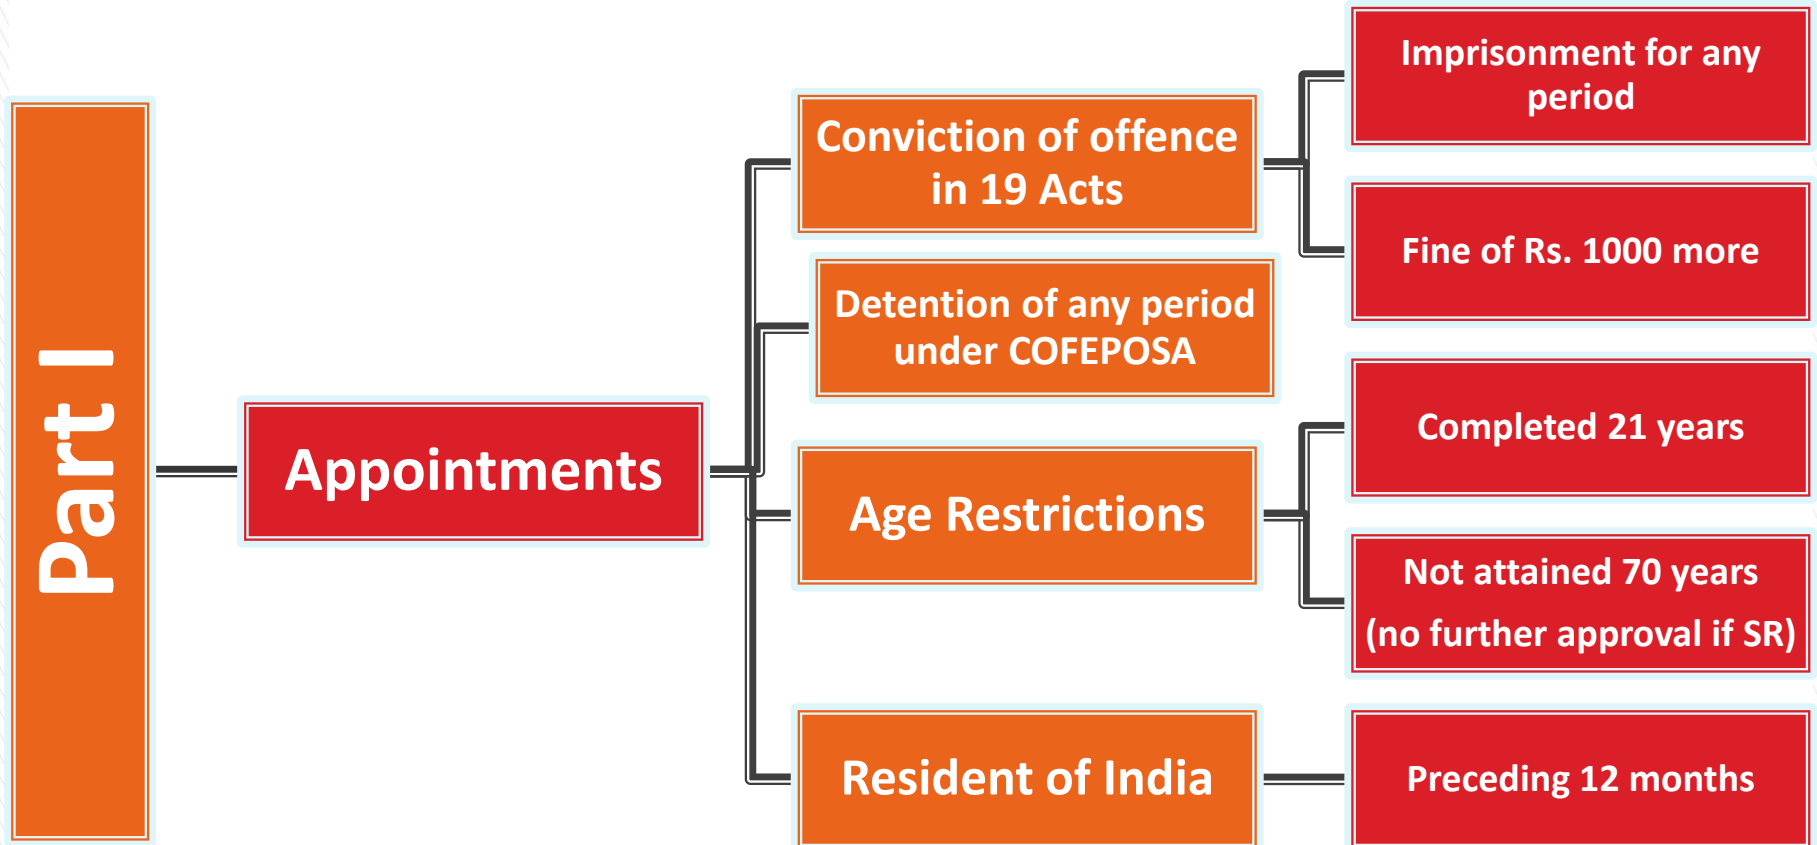 Part I
Appointments
Conviction of offence
in 19 Acts
Imprisonment for any
period
Fine of Rs. 1000 more
Detention of any period
under COFEPOSA
Age Restrictions
Completed 21 years
Not attained 70 years
(no further approval if SR)
Resident of India
Preceding 12 months